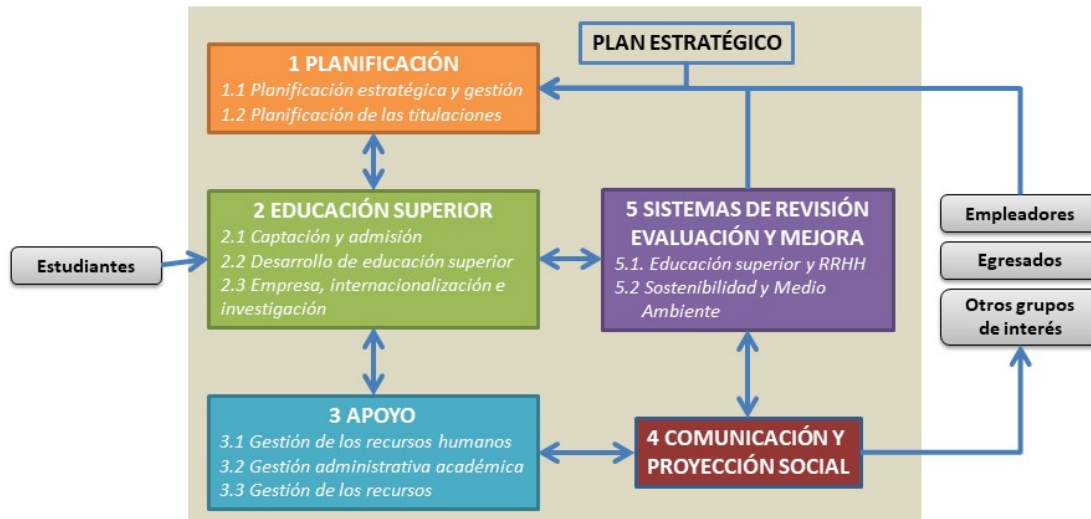 PLAN ESTRATÉGICO
1 PLANIFICACIÓN
1.1 Planificación estratégica y gestión
1.2 Planificación de las titulaciones
2 EDUCACIÓN SUPERIOR
2.1 Captación y admisión
2.2 Desarrollo de educación superior
2.3 Empresa, internacionalización e
investigación
5 SISTEMAS DE REVISIÓN
EVALUACIÓN Y MEJORA
5.1. Educación superior y RRHH
5.2 Sostenibilidad y Medio
Ambiente
Estudiantes
Empleadores
Egresados
Otros grupos
de interés
3 APOYO
3.1 Gestión de los recursos humanos
3.2 Gestión administrativa académica
3.3 Gestión de los recursos
4 COMUNICACIÓN Y
PROYECCIÓN SOCIAL